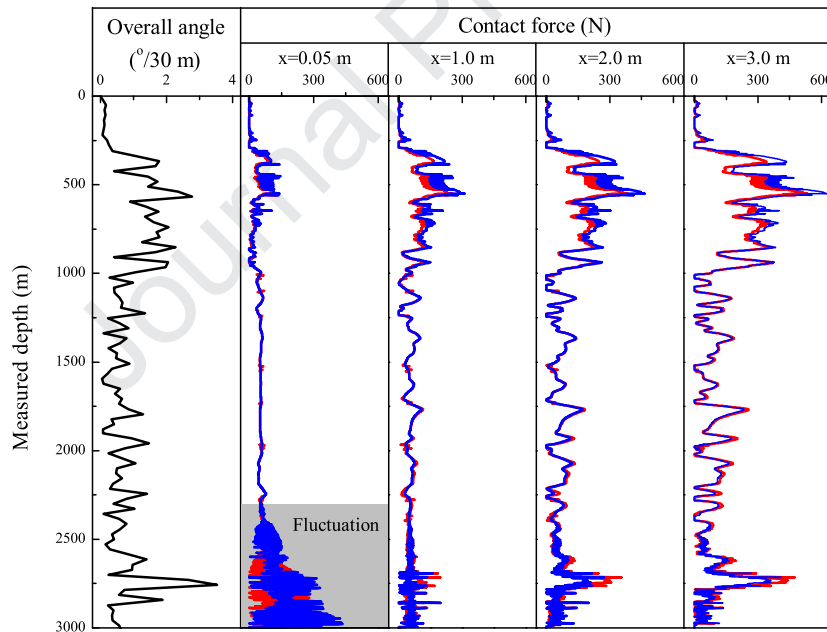 Overall angle
(°/30 m)
Contact force (N)
x=0.05 m
x=1.0 m
x=2.0 m
x=3.0 m
0 2 4
0 300 600
0 300 600
0 300 600
0 300
0
500
1000
1500
2000
2500
3000
Measured depth (m)
Fluctuation
Journal P